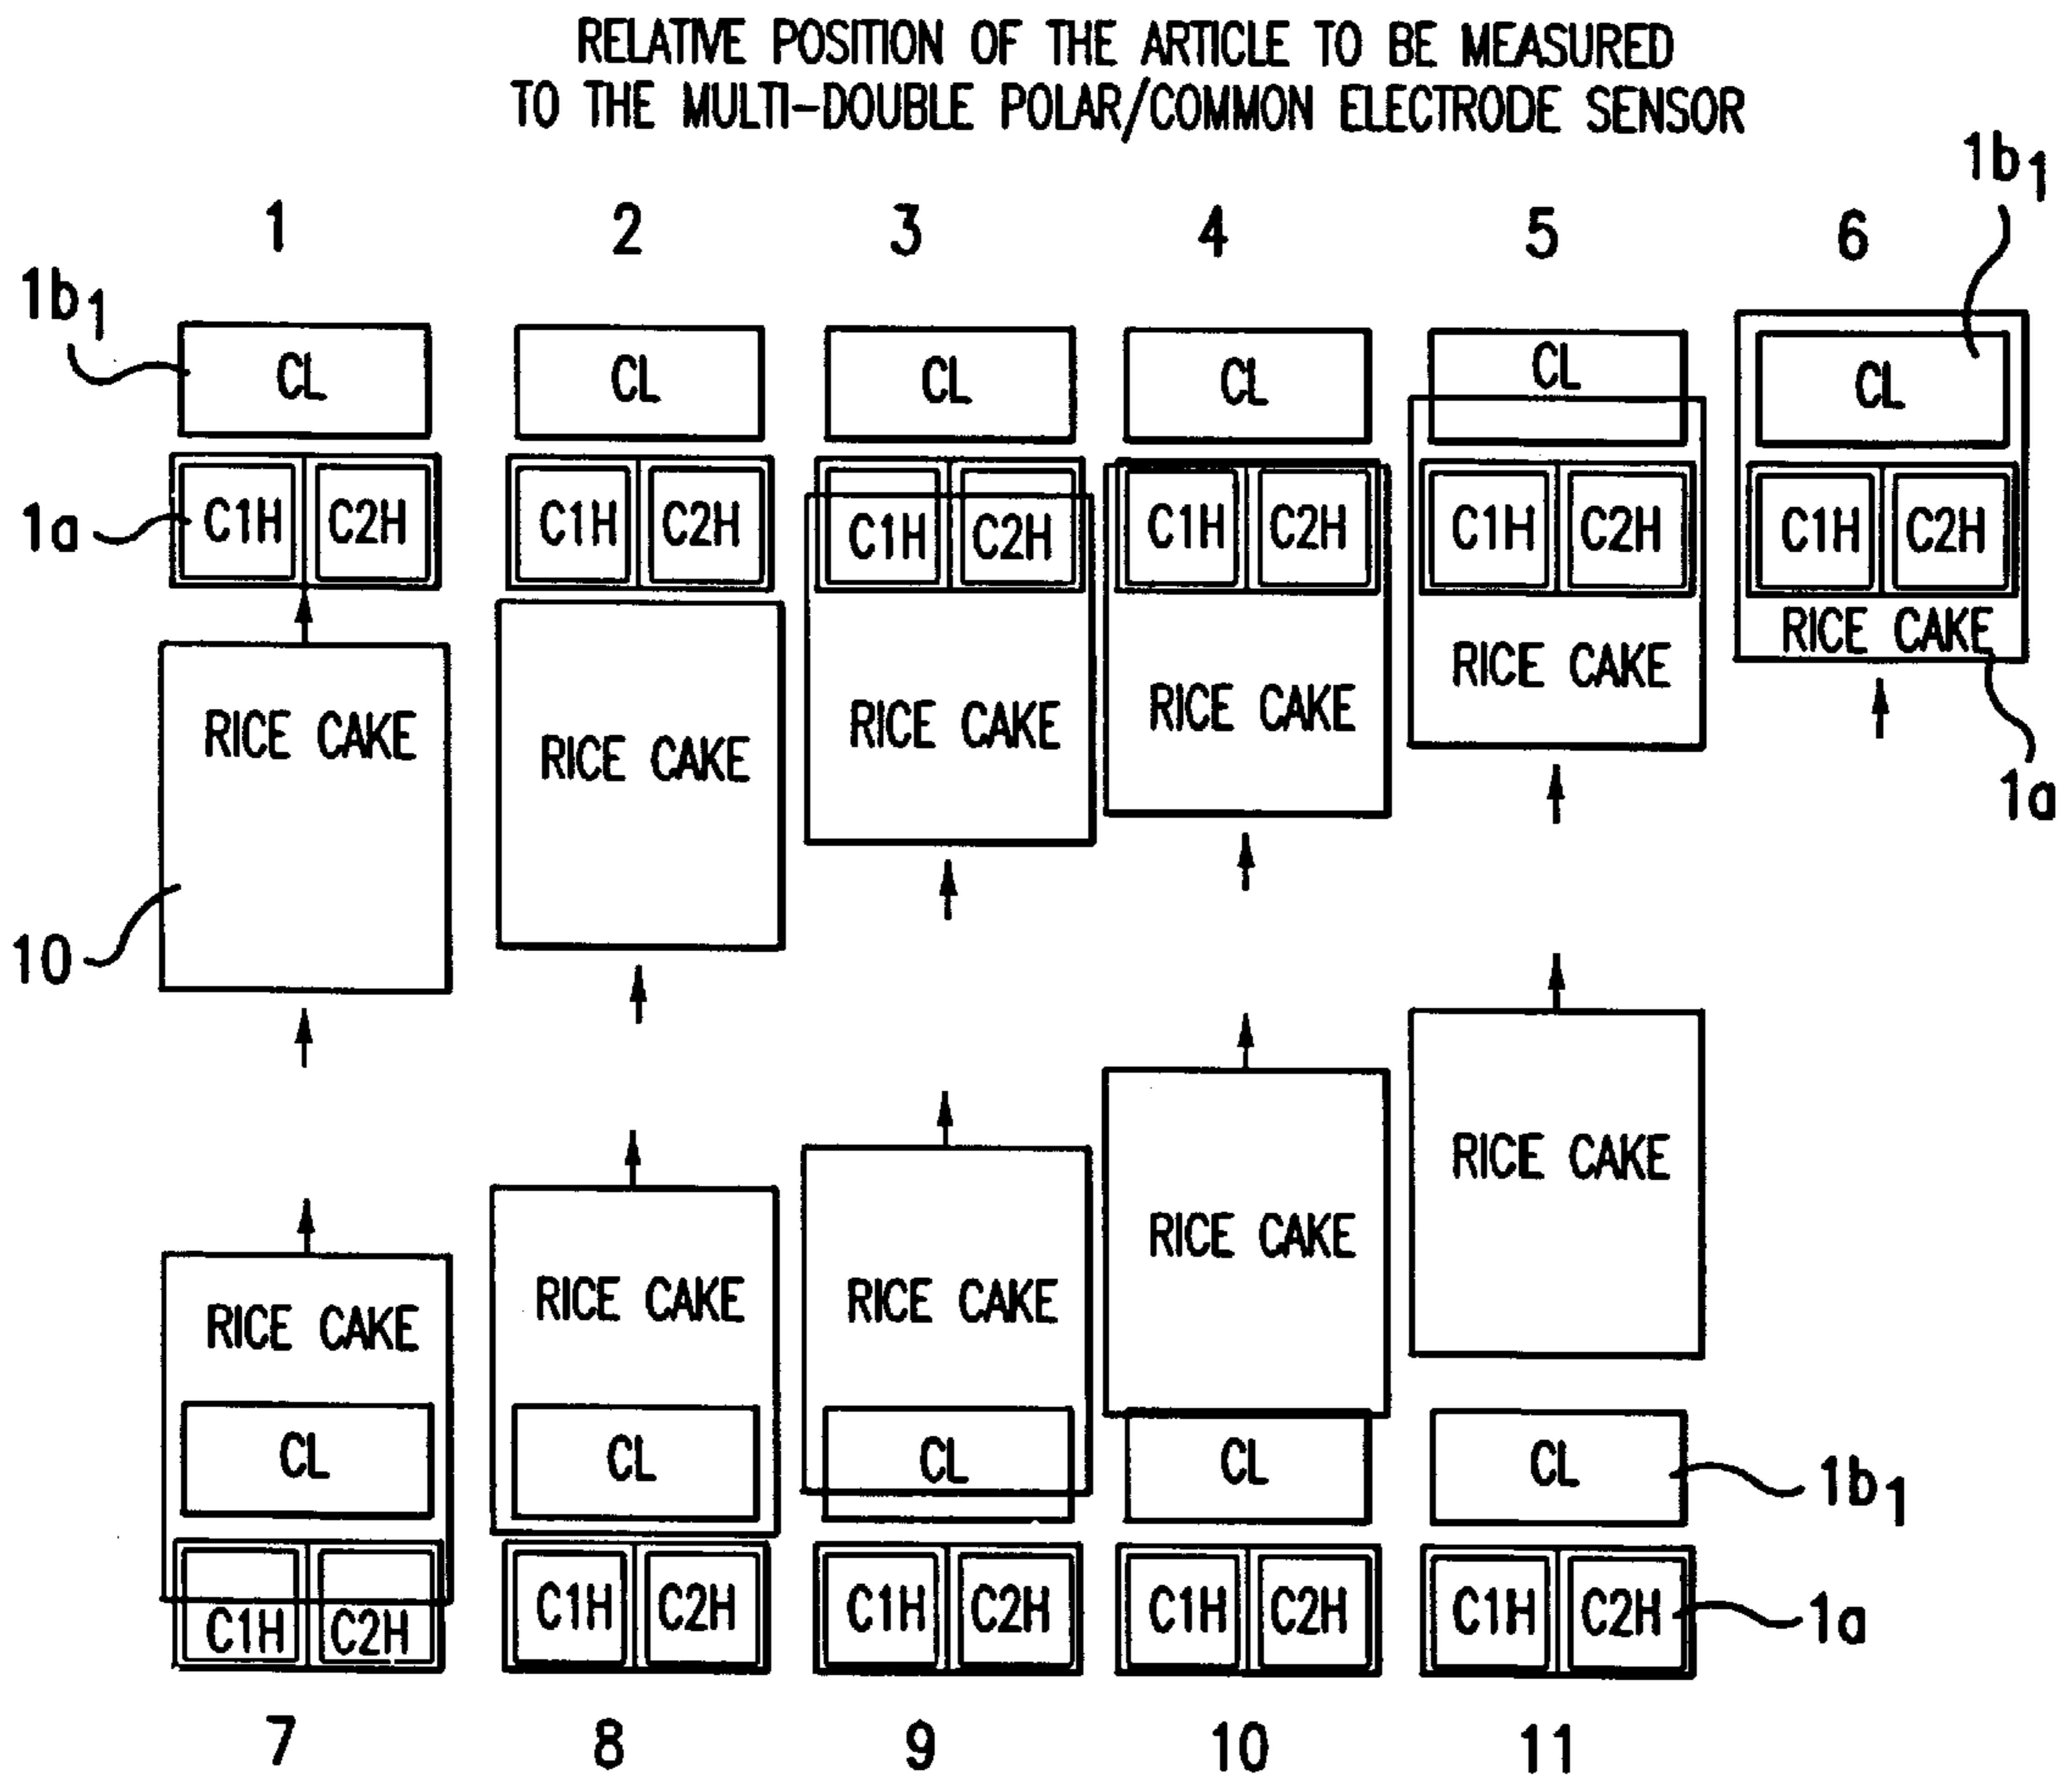 RELATIVE POSITION OF THE ARTICLE TO BE MEASURED
TO THE MULTI-DOUBLE POLAR/COMMON ELECTRODE SENSOR
1 2 3 4 5 6
1b1 1b1
CL CL CL CL CL CL
1a C1H C2H C1H C2H C1H C2H C1H C2H C1H C2H C1H C2H
RICE CAKE RICE CAKE RICE CAKE RICE CAKE RICE CAKE RICE CAKE
1a
10
RICE CAKE RICE CAKE RICE CAKE RICE CAKE RICE CAKE
CL CL CL CL CL 1b1
C1H C2H C1H C2H C1H C2H C1H C2H C1H C2H 1a
7 8 9 10 11